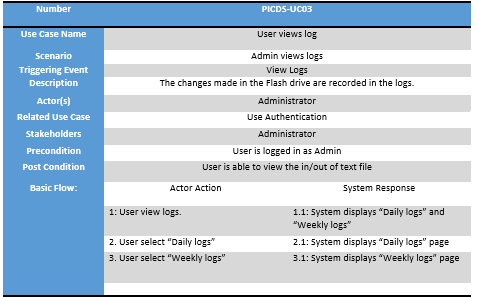 Number PICDS-UC03
Use Case Name User views log
Scenario Admin views logs
Triggering Event View Logs
Description The changes made in the Flash drive are recorded in the logs.
Actor(s) Administrator
Related Use Case Use Authentication
Stakeholders Administrator
Precondition User is logged in as Admin
Post Condition User is able to view the in/out of text file
Basic Flow: Actor Action System Response
1: User view logs. 1.1: System displays “Daily logs” and
“Weekly logs”
2. User select “Daily logs” 2.1: System displays “Daily logs” page
3. User select “Weekly logs” 3.1: System displays “Weekly logs” page